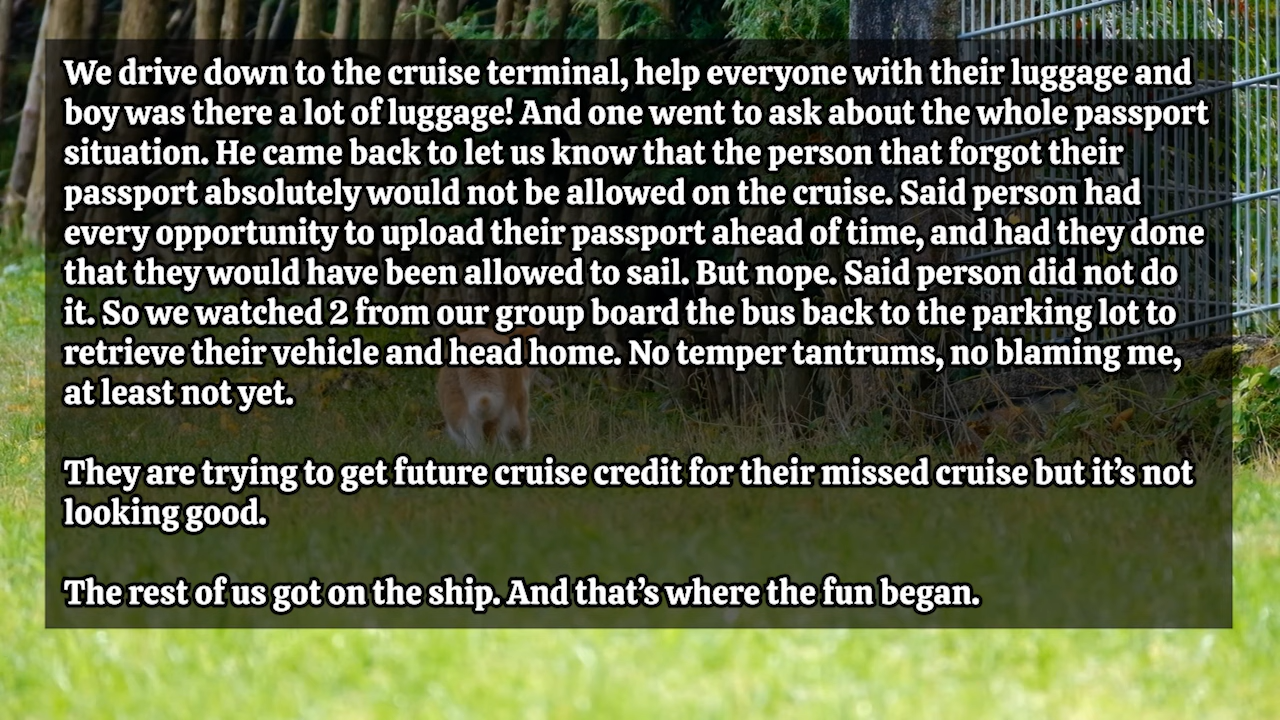 We drive down to the cruise terminal, help everyone with their luggage and
boy was there a lot of luggage! And one went to ask about the whole passport
situation. He came back to let us know that the person that forgot their
passport absolutely would not be allowed on the cruise. Said person had
every opportunity to upload their passport ahead of time, and had they done
that they would have been allowed to sail. But nope. Said person did not do
it. So we watched 2 from our group board the bus back to the parking lot to
retrieve their vehicle and head home. No temper tantrums, no blaming me,
at least not yet.
They are trying to get future cruise credit for their missed cruise but it’s not
looking good.
The rest of us got on the ship. And that’s where the fun began.